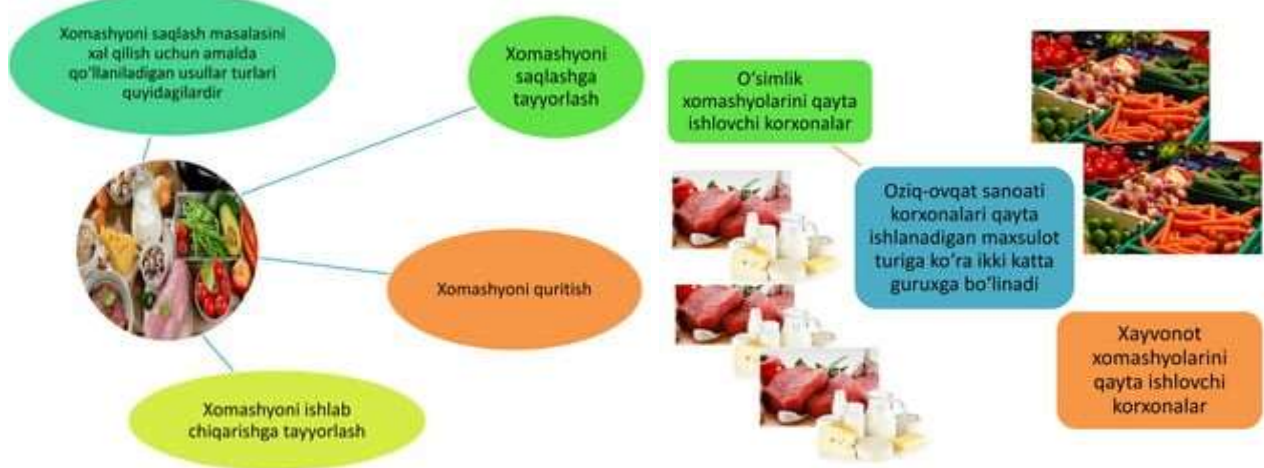 Xomashyoni saqlash masalasini
xal qilish uchun amalda
qo‘llaniladigan usullar turlari
quyidagilardir
Xomashyoni
saqlashga
tayyorlash
Xomashyoni quritish
Xomashyoni ishlab
chiqarishga tayyorlash
O‘simlik
xomashyolarini qayta
ishlovchi korxonalar
Oziq-ovqat sanoati
korxonalari qayta
ishlanadigan maxsulot
turiga ko‘ra ikki katta
guruxga bo‘linadi
Xayvonot
xomashyolarini
qayta ishlovchi
korxonalar